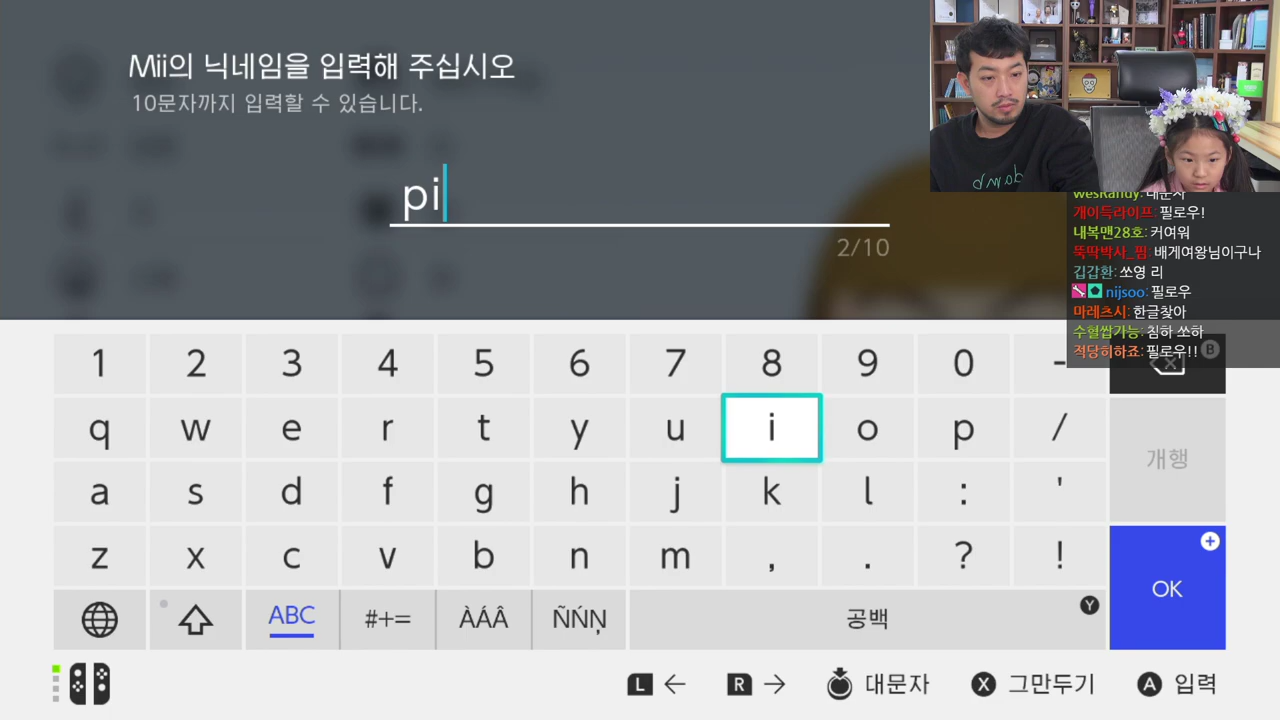 Mii의 닉네임을 입력해 주십시오
10문자까지 입력할 수 있습니다.
pi
2/10
wesRandy: 대문자
개이득라이프: 필로우!
내복맨28호: 커여워
뚝딱박사_핌: 배게여왕님이구나
김갑환: 쏘영 리
nijsoo: 필로우
마레츠시: 한글찾아
수혈쌉가능: 침하 쏘하
적당히하죠: 필로우!!
1 2 3 4 5 6 7 8 9 0 - B
q w e r t y u i o p / 개행
a s d f g h j k l : '
z x c v b n m , . ? ! + OK
ABC #+= ÀÁÂ ÑŃŅ 공백 Y
L ← R → 대문자 X 그만두기 A 입력